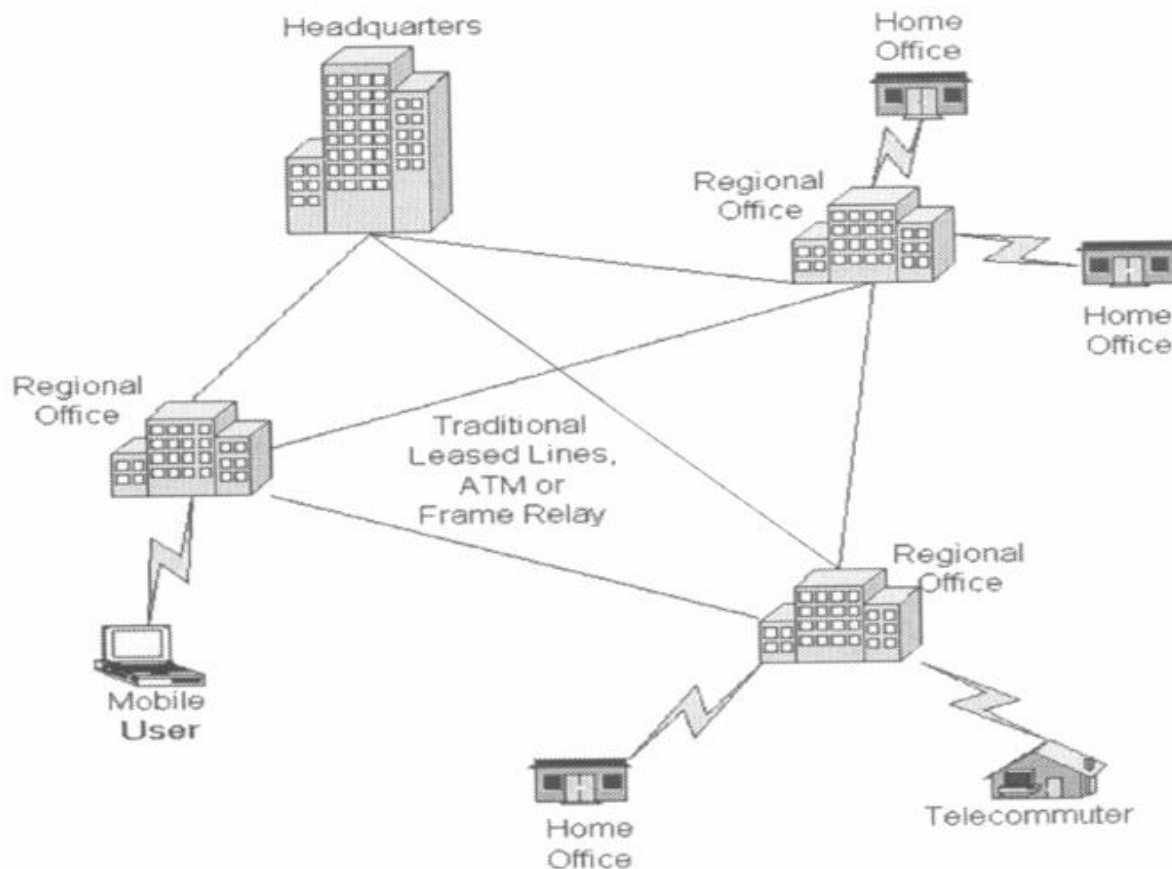 Headquarters
Home
Office
Regional
Office
Home
Office
Regional
Office
Traditional
Leased Lines,
ATM or
Frame Relay
Regional
Office
Mobile
User
Home
Office
Telecommuter